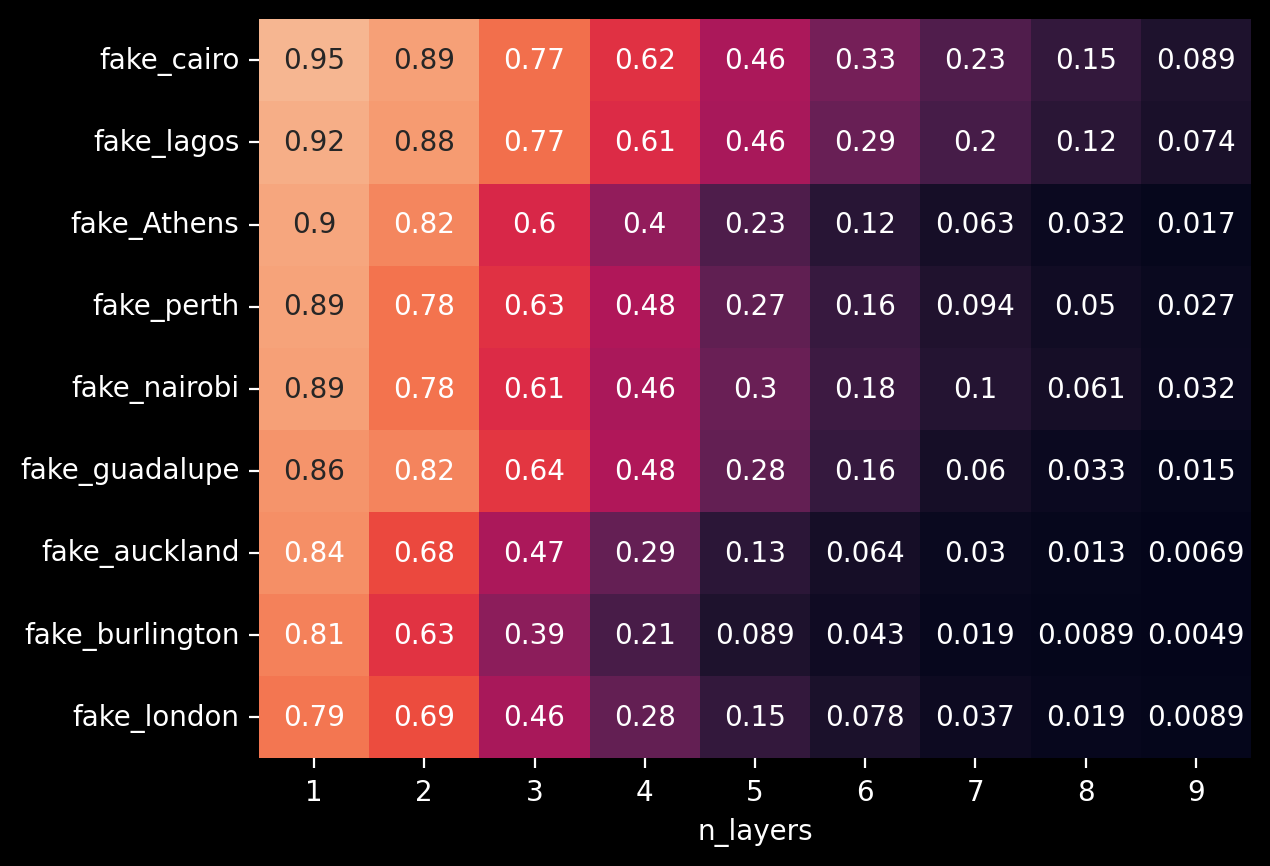 fake_cairo 0.95 0.89 0.77 0.62 0.46 0.33 0.23 0.15 0.089
fake_lagos 0.92 0.88 0.77 0.61 0.46 0.29 0.2 0.12 0.074
fake_Athens 0.9 0.82 0.6 0.4 0.23 0.12 0.063 0.032 0.017
fake_perth 0.89 0.78 0.63 0.48 0.27 0.16 0.094 0.05 0.027
fake_nairobi 0.89 0.78 0.61 0.46 0.3 0.18 0.1 0.061 0.032
fake_guadalupe 0.86 0.82 0.64 0.48 0.28 0.16 0.06 0.033 0.015
fake_auckland 0.84 0.68 0.47 0.29 0.13 0.064 0.03 0.013 0.0069
fake_burlington 0.81 0.63 0.39 0.21 0.089 0.043 0.019 0.0089 0.0049
fake_london 0.79 0.69 0.46 0.28 0.15 0.078 0.037 0.019 0.0089
1 2 3 4 5 6 7 8 9
n_layers